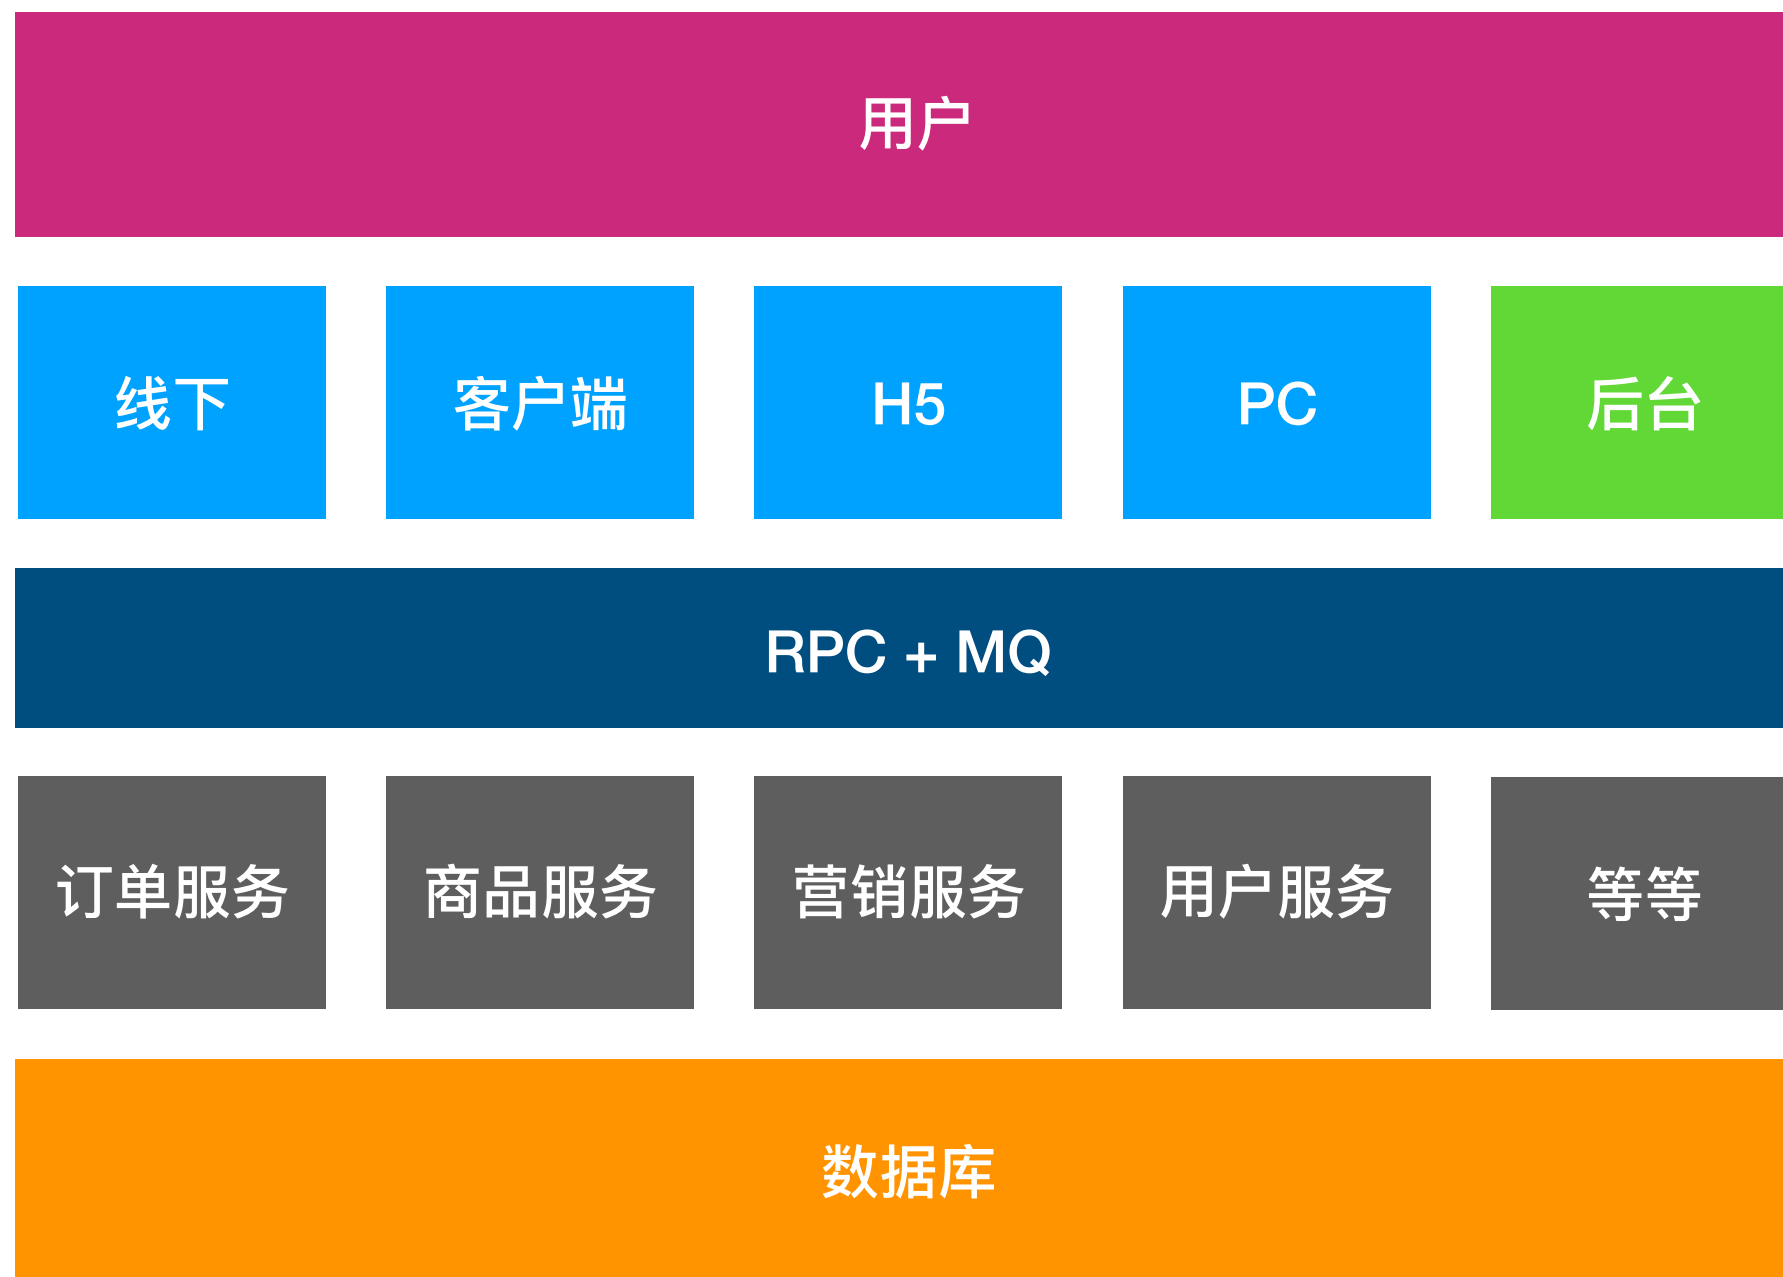 用户
线下
客户端
H5
PC
后台
RPC + MQ
订单服务
商品服务
营销服务
用户服务
等等
数据库